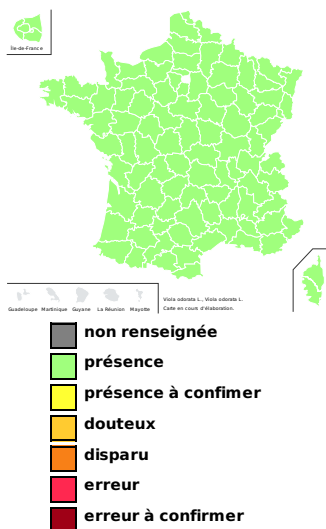 Île-de-France
Guadeloupe Martinique Guyane La Réunion Mayotte
Viola odorata L., Viola odorata L.
Carte en cours d'élaboration.
non renseignée
présence
présence à confimer
douteux
disparu
erreur
erreur à confirmer